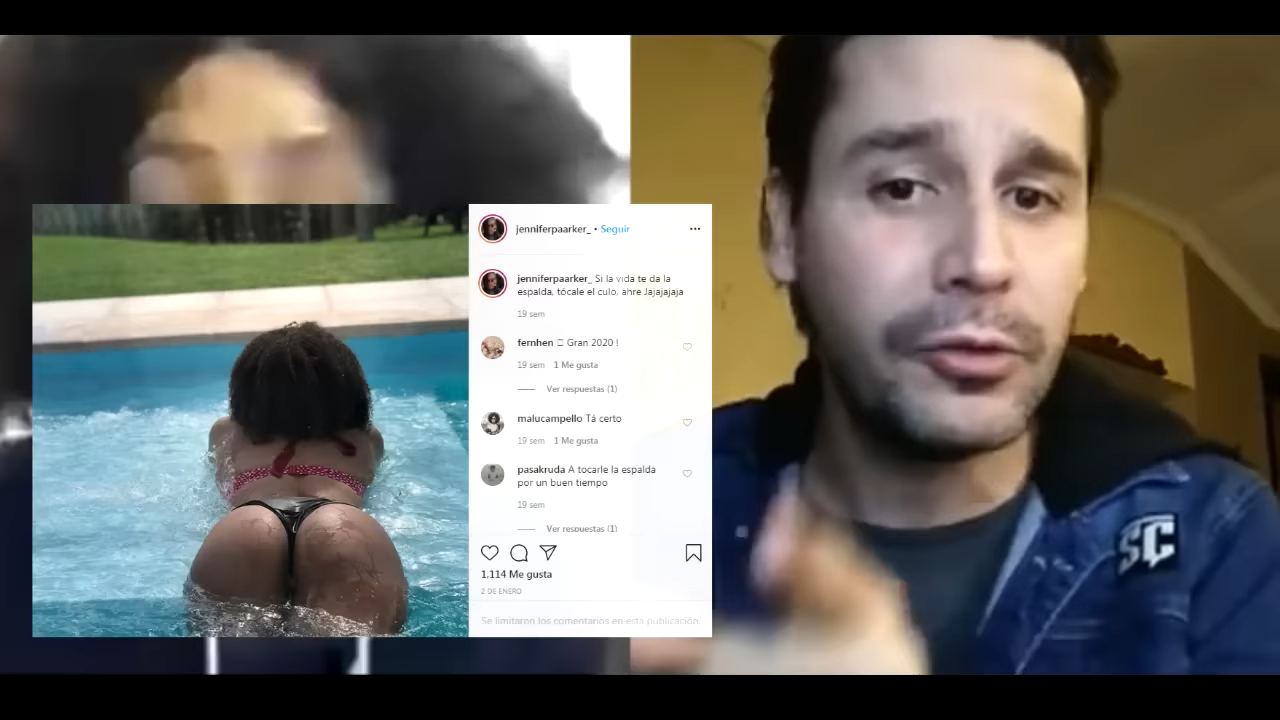 jenniferpaarker_ • Seguir
jenniferpaarker_ Si la vida te da la
espalda, tócale el culo, ahre Jajajajaja
19 sem
fernhen Gran 2020 !
19 sem 1 Me gusta
Ver respuestas (1)
malucampello Tá certo
19 sem 1 Me gusta
pasakruda A tocarle la espalda
por un buen tiempo
19 sem
Ver respuestas (1)
1.114 Me gusta
2 DE ENERO
Se limitaron los comentarios en esta publicación.
SC